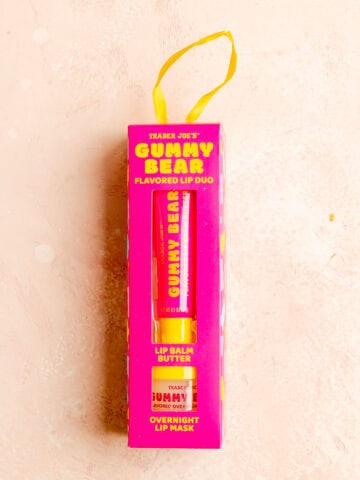 TRADER JOE'S
GUMMY
BEAR
FLAVORED LIP DUO
GUMMY BEAR
LIP BALM
BUTTER
TRADER
GUMMY B
OVERNIGHT
LIP MASK